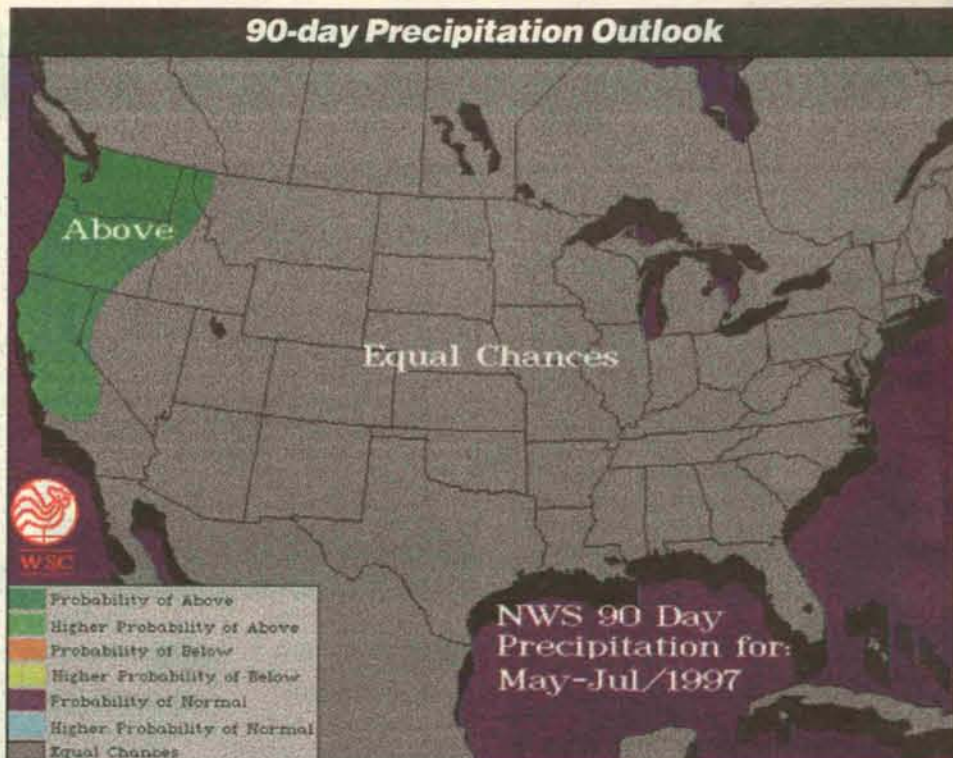 90-day Precipitation Outlook
Above
Equal Chances
WSC
Probability of Above
Higher Probability of Above
Probability of Below
Higher Probability of Below
Probability of Normal
Higher Probability of Normal
Equal Chances
NWS 90 Day
Precipitation for:
May-Jul/1997